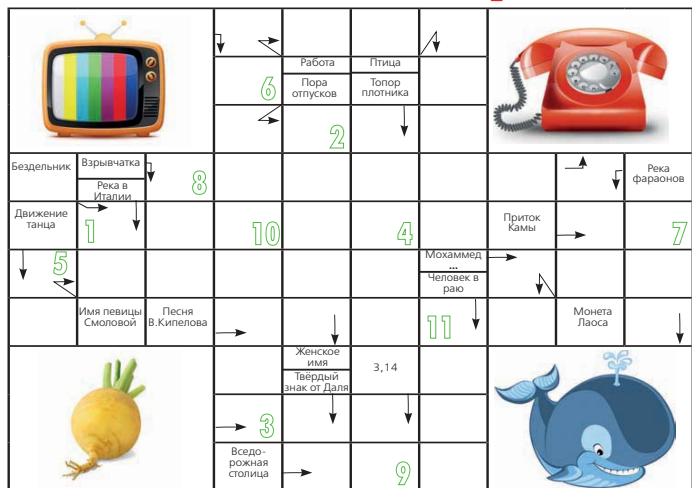 Работа
Птица
6
Пора
отпусков
Топор
плотника
2
Бездельник
Взрывчатка
8
Река
фараонов
Река в
Италии
Движение
танца
1
10
4
Приток
Камы
7
5
Мохаммед
...
Человек в
раю
Имя певицы
Смоловой
Песня
В.Кипелова
11
Монета
Лаоса
Женское
имя
3,14
Твёрдый
знак от Даля
3
Вседо-
рожная
столица
9